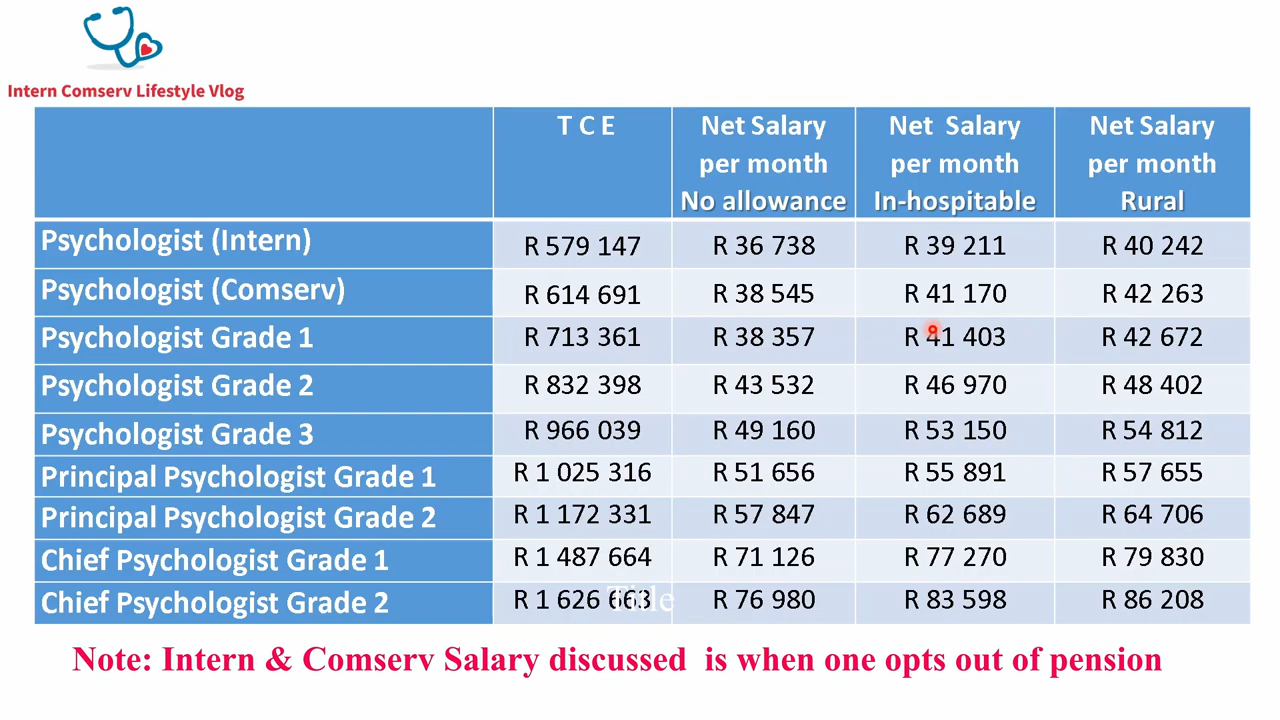 Intern Comserv Lifestyle Vlog
T C E
Net Salary per month No allowance
Net Salary per month In-hospitable
Net Salary per month Rural
Psychologist (Intern) R 579 147 R 36 738 R 39 211 R 40 242
Psychologist (Comserv) R 614 691 R 38 545 R 41 170 R 42 263
Psychologist Grade 1 R 713 361 R 38 357 R 41 403 R 42 672
Psychologist Grade 2 R 832 398 R 43 532 R 46 970 R 48 402
Psychologist Grade 3 R 966 039 R 49 160 R 53 150 R 54 812
Principal Psychologist Grade 1 R 1 025 316 R 51 656 R 55 891 R 57 655
Principal Psychologist Grade 2 R 1 172 331 R 57 847 R 62 689 R 64 706
Chief Psychologist Grade 1 R 1 487 664 R 71 126 R 77 270 R 79 830
Chief Psychologist Grade 2 R 1 626 663 R 76 980 R 83 598 R 86 208
Title
Note: Intern & Comserv Salary discussed is when one opts out of pension